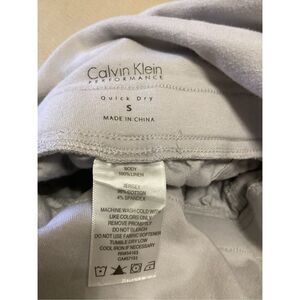 Calvin Klein
PERFORMANCE
Quick Dry
S
MADE IN CHINA
BODY
100% LINEN
JERSEY
96% COTTON
4% SPANDEX
MACHINE WASH COLD WITH
LIKE COLORS ONLY
REMOVE PROMPTLY
DO NOT BLEACH
DO NOT USE FABRIC SOFTENER
TUMBLE DRY LOW
COOL IRON IF NECESSARY
CA#57151